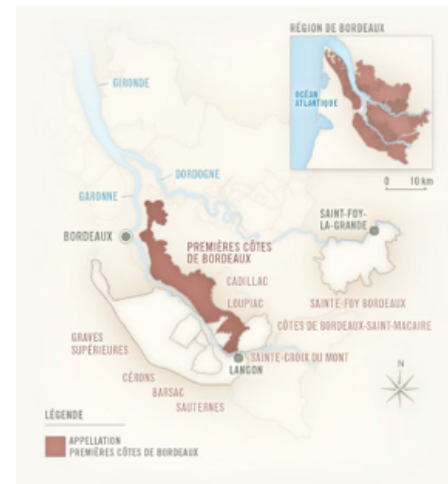 RÉGION DE BORDEAUX
OCÉAN
ATLANTIQUE
0 10 km
GIRONDE
DORDOGNE
GARONNE
BORDEAUX
SAINT-FOY-
LA-GRANDE
PREMIÈRES CÔTES
DE BORDEAUX
CADILLAC
LOUPIAC
SAINTE-FOY BORDEAUX
CÔTES DE BORDEAUX-SAINT-MACAIRE
GRAVES
SUPÉRIEURES
SAINTE-CROIX DU MONT
LANGON
CÉRONS
BARSAC
SAUTERNES
N
LÉGENDE
APPELLATION
PREMIÈRES CÔTES DE BORDEAUX